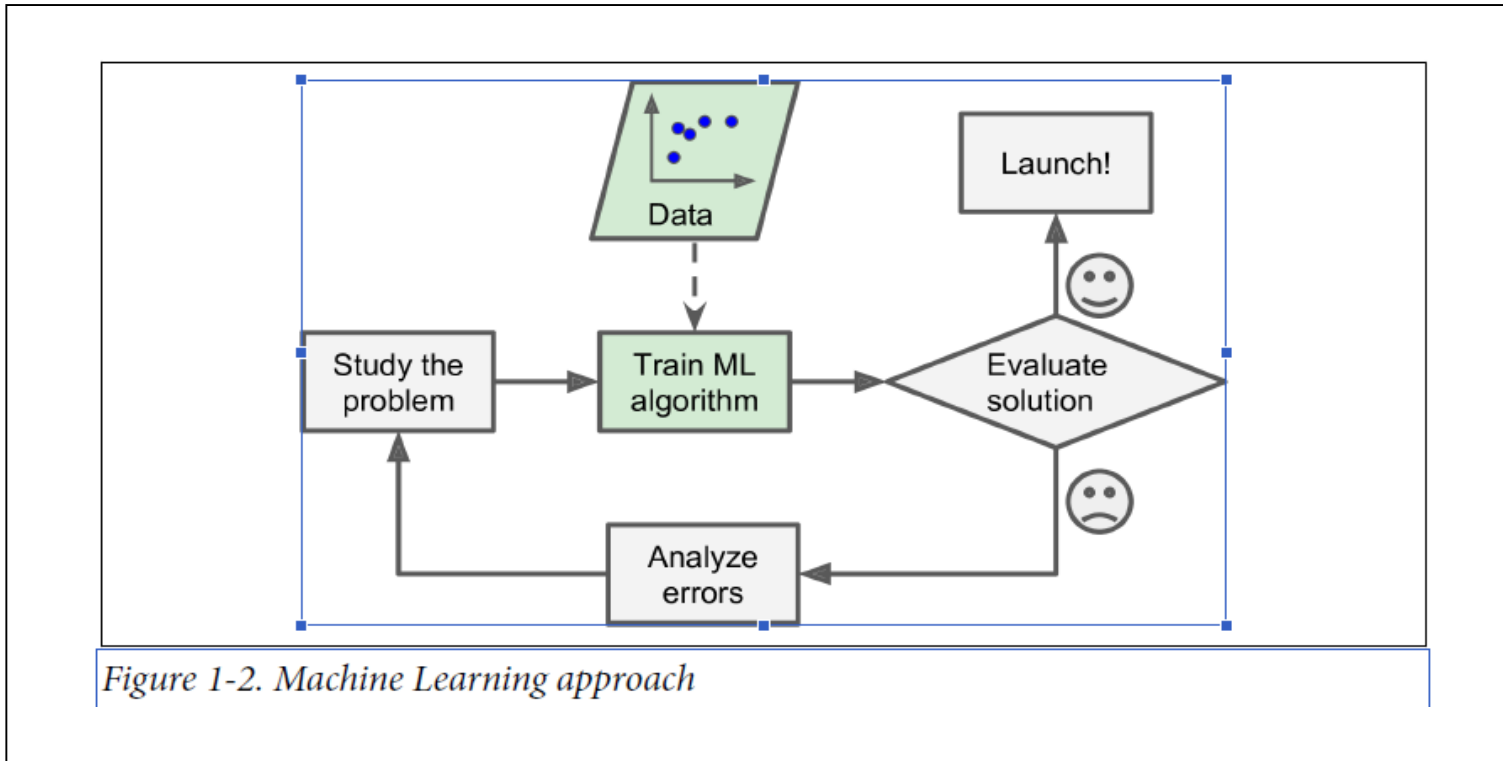 Data
Launch!
Study the
problem
Train ML
algorithm
Evaluate
solution
Analyze
errors
Figure 1-2. Machine Learning approach